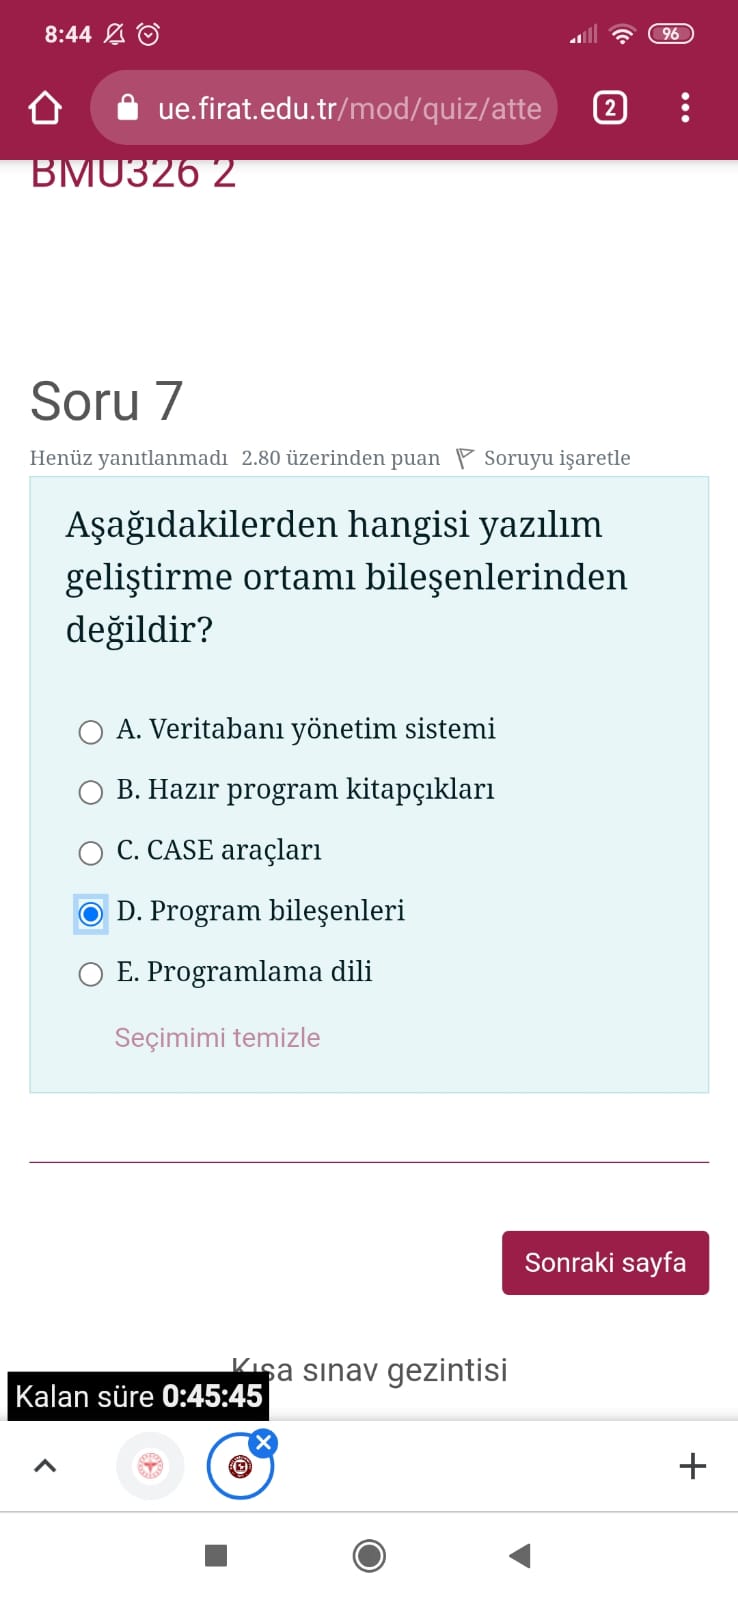 8:44
96
ue.firat.edu.tr/mod/quiz/atte
2
BMU326 2
Soru 7
Henüz yanıtlanmadı 2.80 üzerinden puan Soruyu işaretle
Aşağıdakilerden hangisi yazılım
geliştirme ortamı bileşenlerinden
değildir?
A. Veritabanı yönetim sistemi
B. Hazır program kitapçıkları
C. CASE araçları
D. Program bileşenleri
E. Programlama dili
Seçimimi temizle
Sonraki sayfa
Kısa sınav gezintisi
Kalan süre 0:45:45